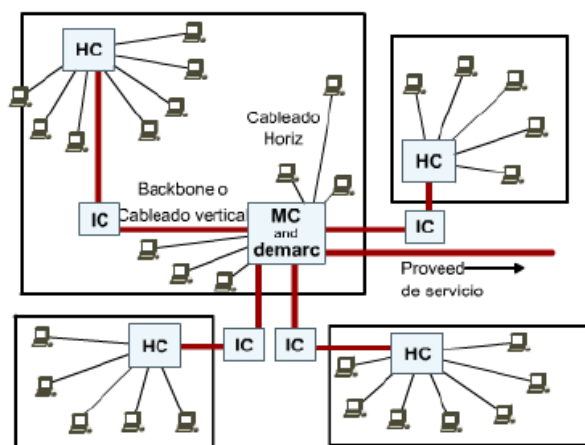 HC
Cableado
Horiz
HC
Backbone o
Cableado vertical
IC
MC
and
demarc
IC
Proveed
de servicio
HC
IC
IC
HC